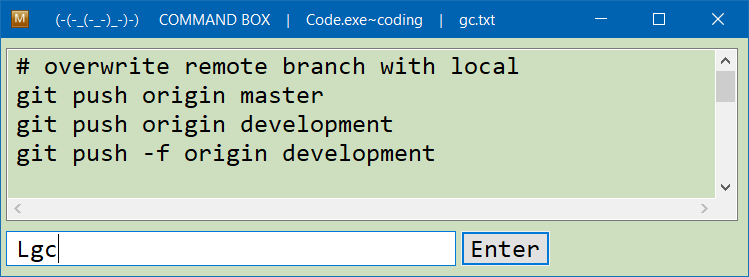 M (-(-_(-_-)_-)-) COMMAND BOX | Code.exe~coding | gc.txt
# overwrite remote branch with local
git push origin master
git push origin development
git push -f origin development
Lgc Enter